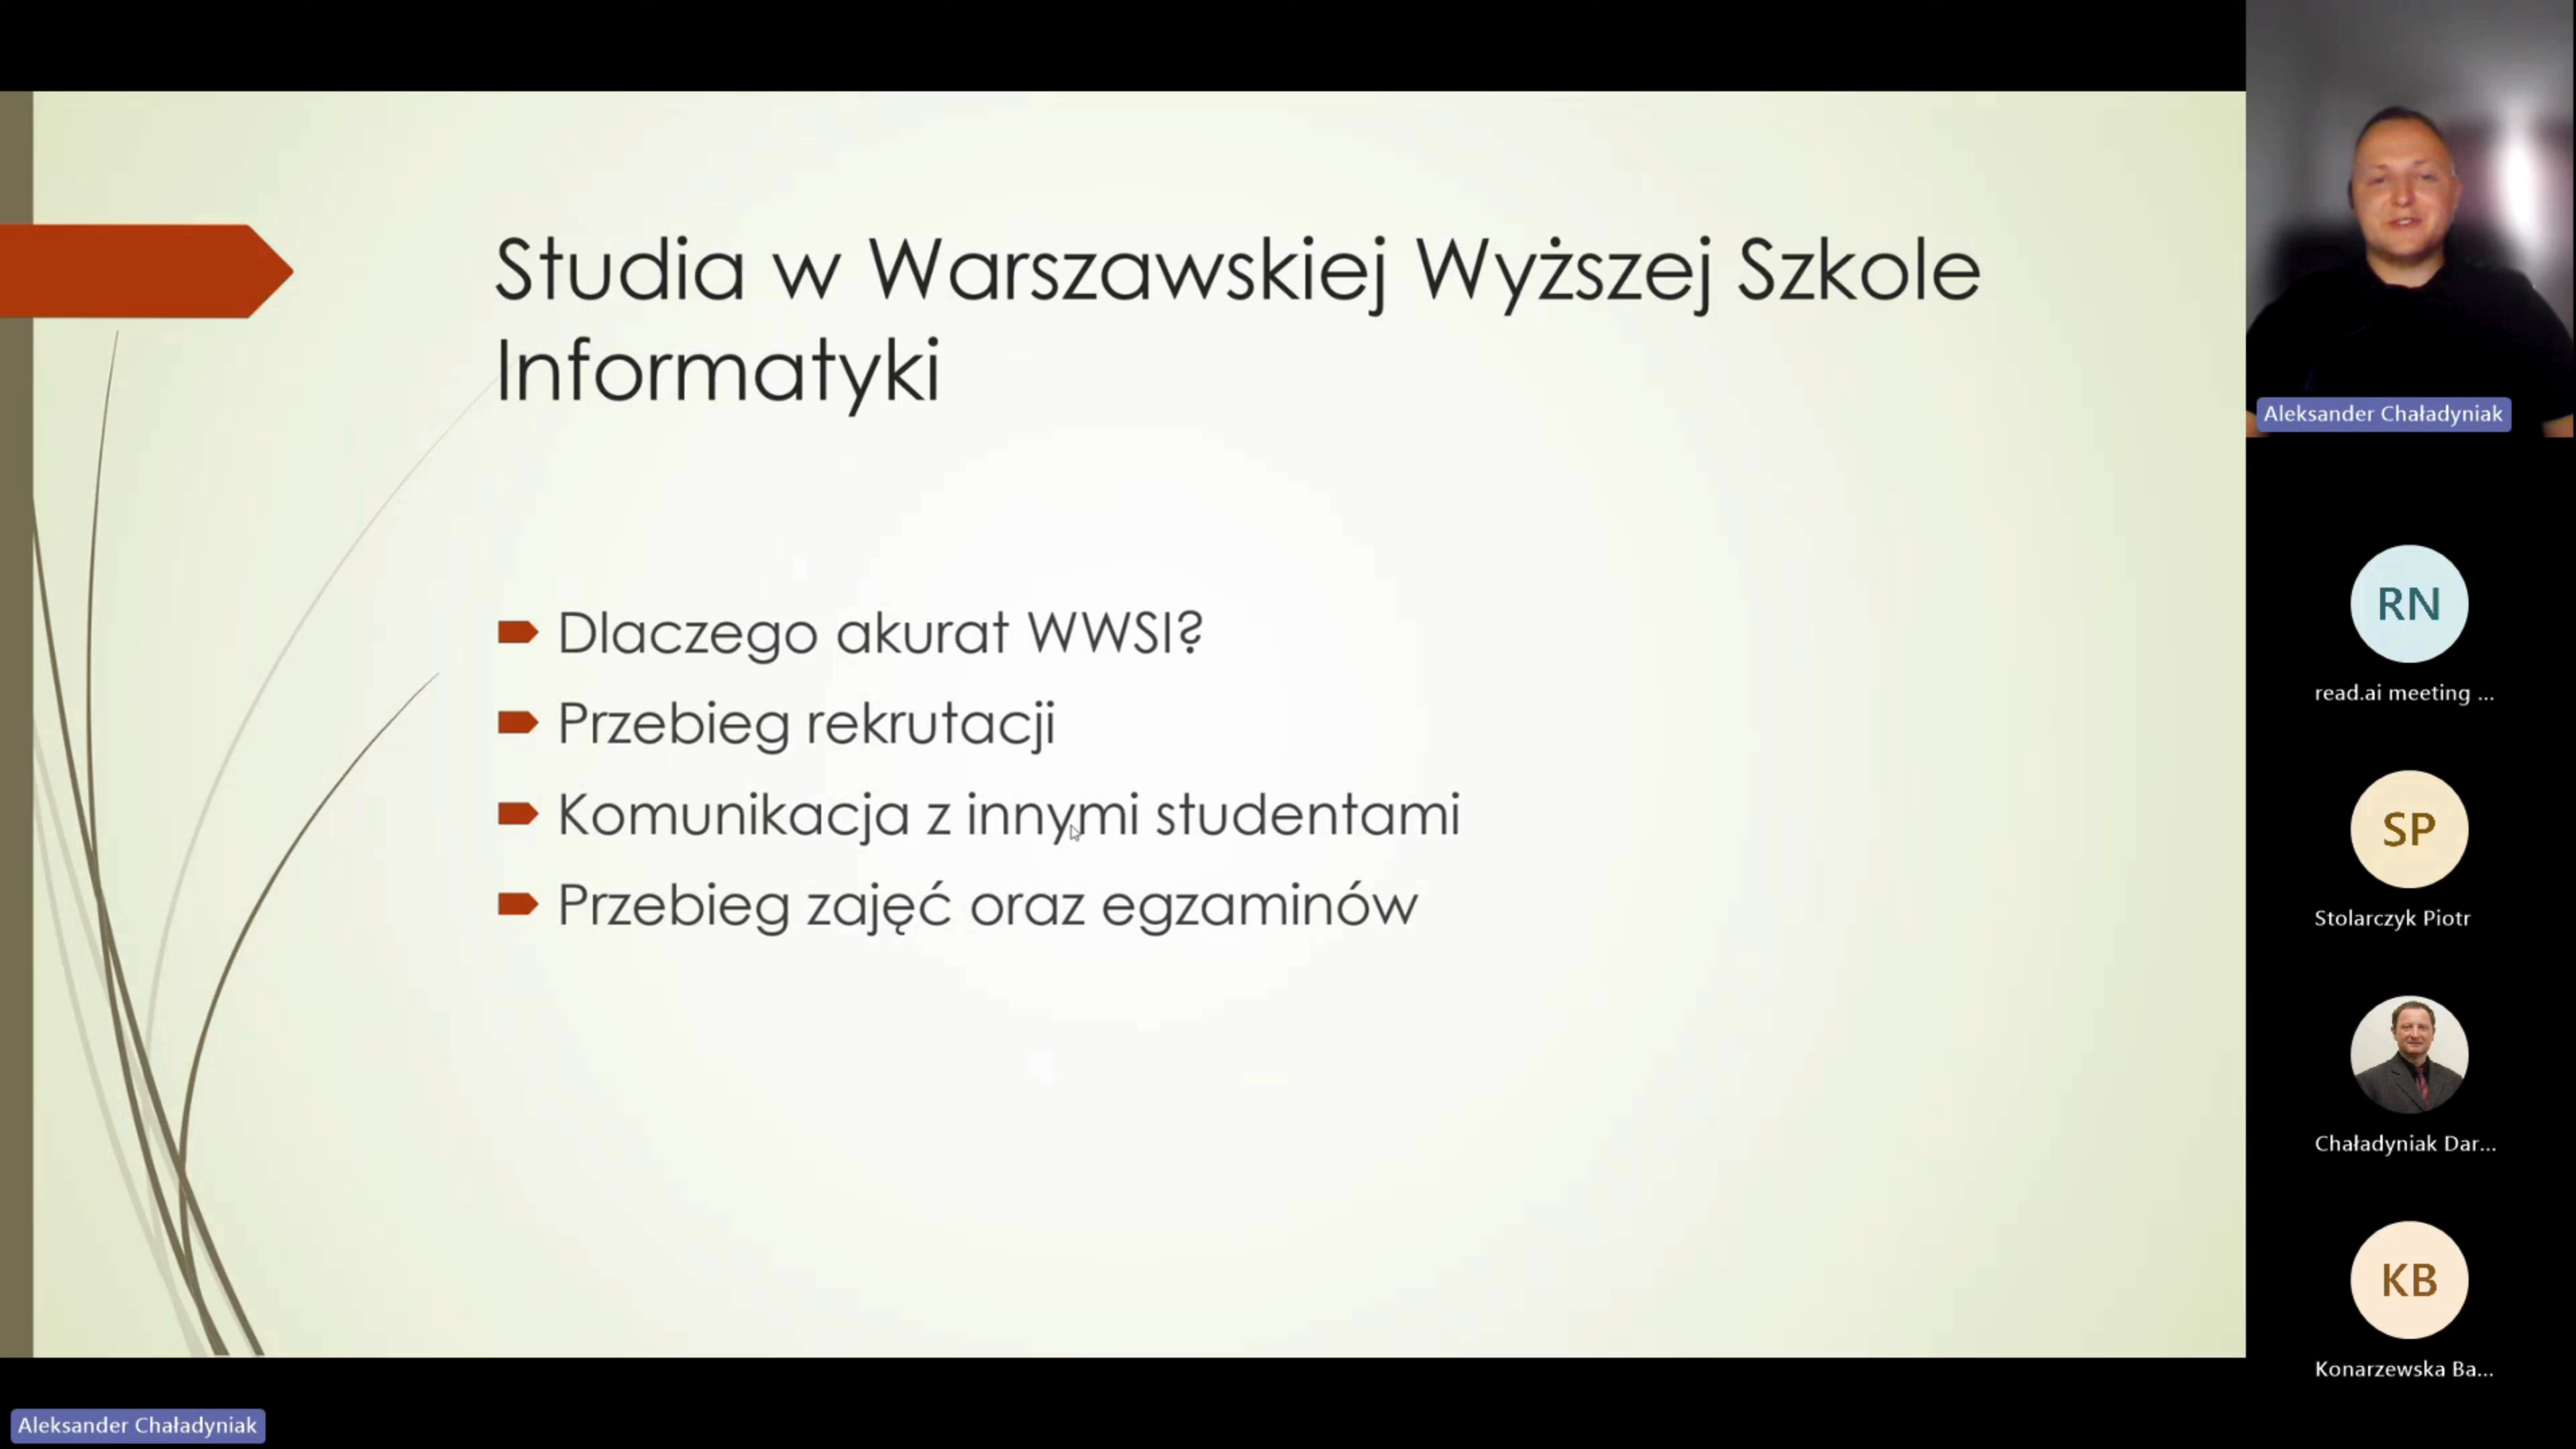 Studia w Warszawskiej Wyższej Szkole
Informatyki
Dlaczego akurat WWSI?
Przebieg rekrutacji
Komunikacja z innymi studentami
Przebieg zajęć oraz egzaminów
Aleksander Chaładyniak
RN
read.ai meeting ...
SP
Stolarczyk Piotr
Chaładyniak Dar...
KB
Konarzewska Ba...
Aleksander Chaładyniak